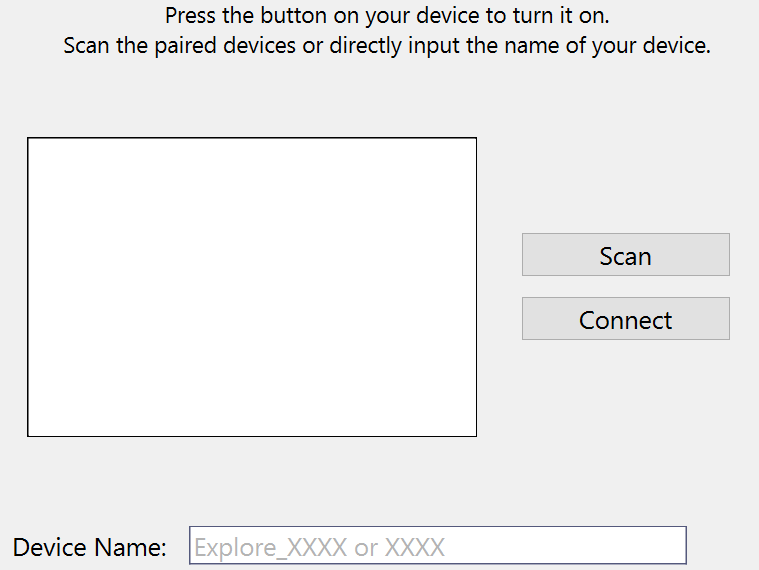 Press the button on your device to turn it on.
Scan the paired devices or directly input the name of your device.
Scan
Connect
Device Name: Explore_XXXX or XXXX